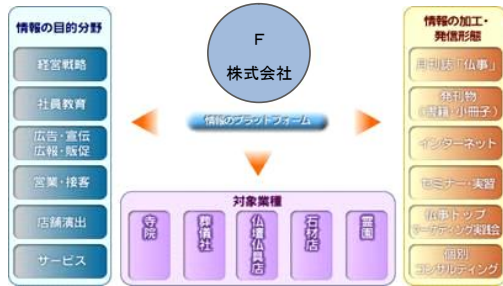 情報の目的分野
経営戦略
社員教育
広告・宣伝
広報・販促
営業・接客
店舗演出
サービス
F
株式会社
情報のプラットフォーム
対象業種
寺院
葬儀社
仏壇仏具店
石材店
霊園
情報の加工・
発信形態
月刊誌「仏事」
発刊物
(書籍・小冊子)
インターネット
セミナー・実習
仏事トップ
マーケティング実践会
個別
コンサルティング